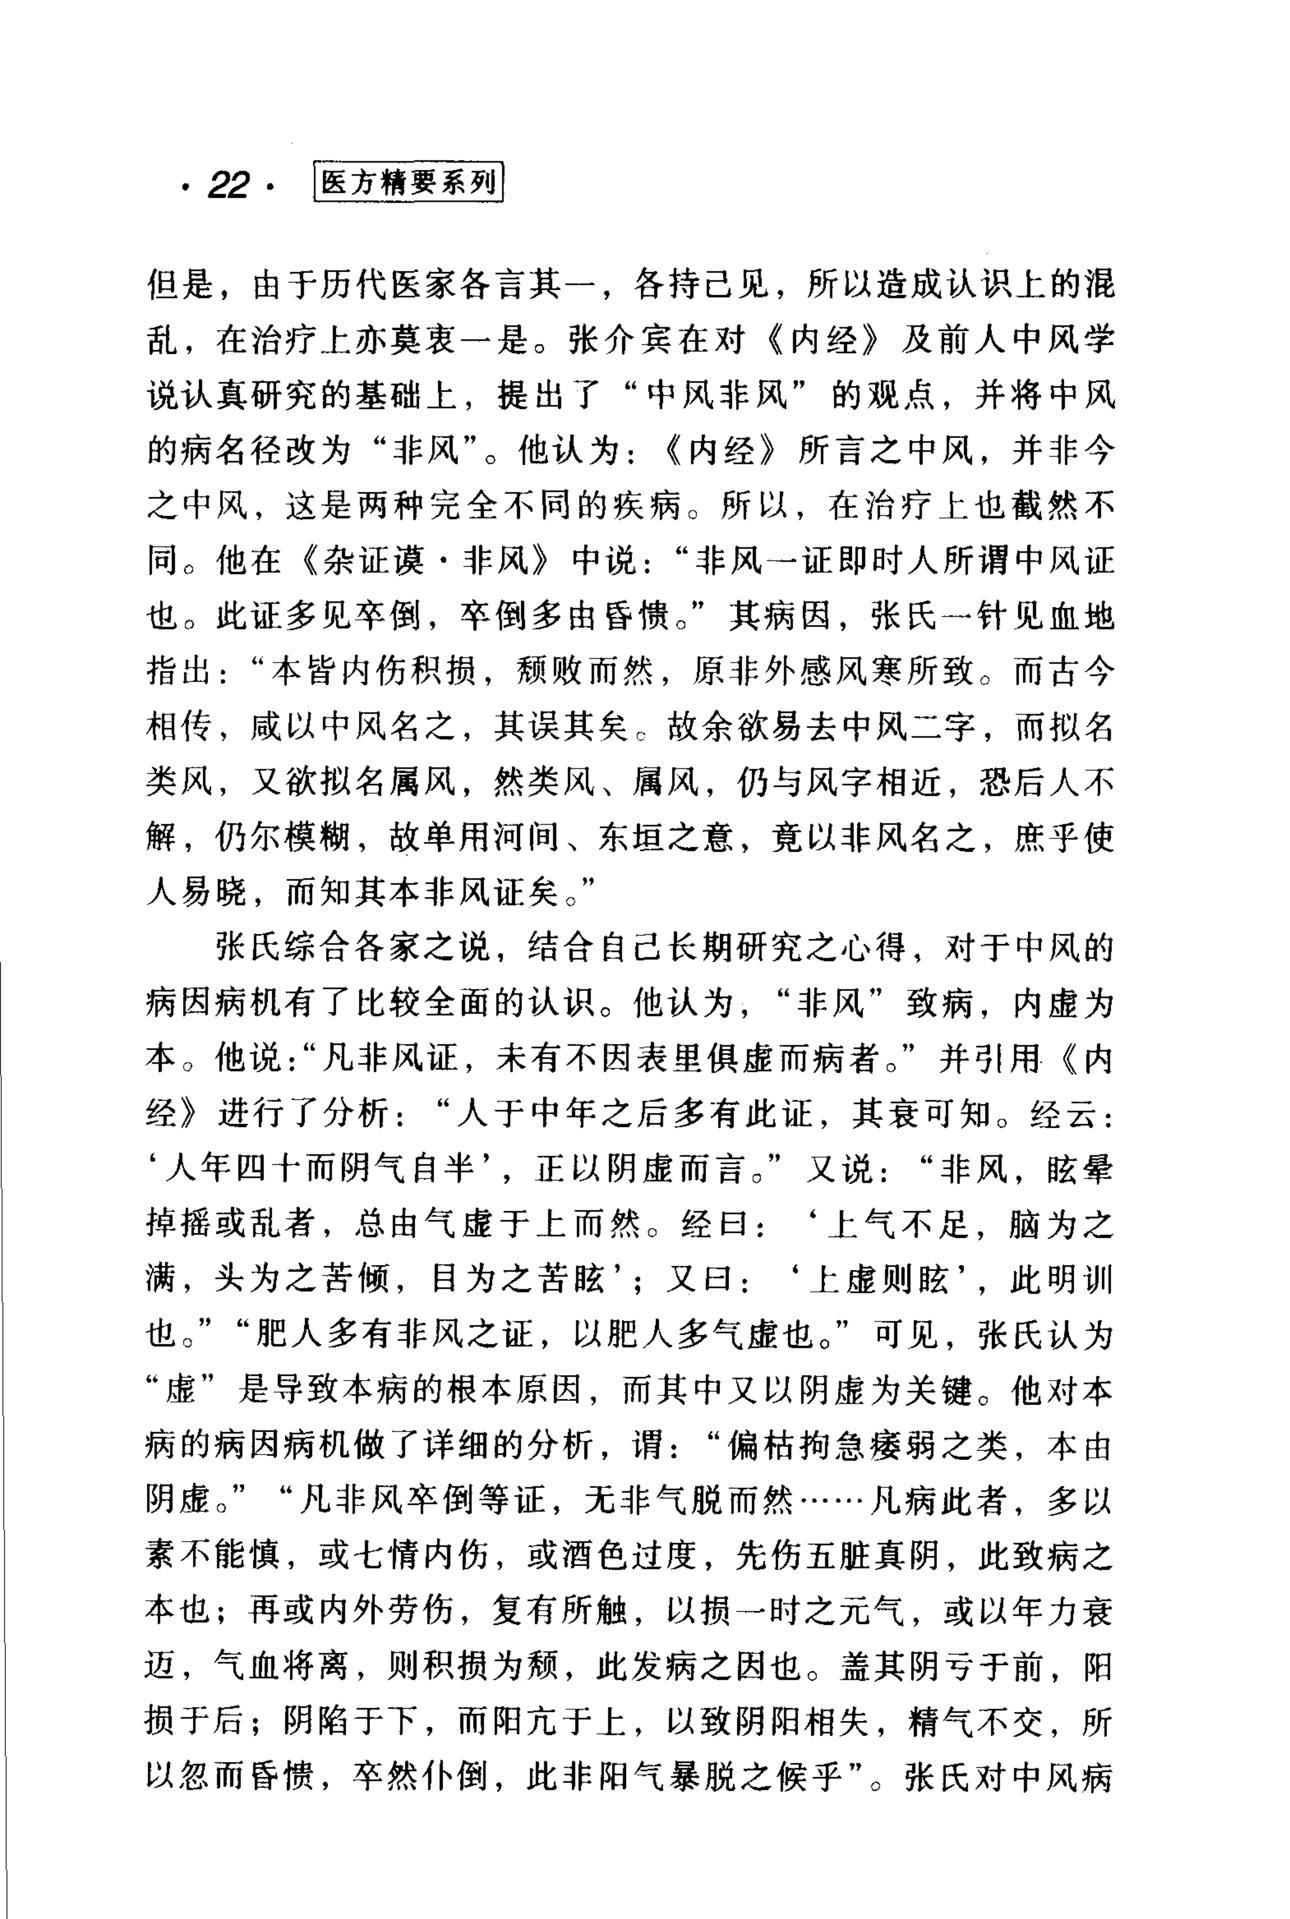 · 22 · 医方精要系列
但是，由于历代医家各言其一，各持己见，所以造成认识上的混
乱，在治疗上亦莫衷一是。张介宾在对《内经》及前人中风学
说认真研究的基础上，提出了“中风非风”的观点，并将中风
的病名径改为“非风”。他认为：《内经》所言之中风，并非今
之中风，这是两种完全不同的疾病。所以，在治疗上也截然不
同。他在《杂证谟·非风》中说：“非风一证即时人所谓中风证
也。此证多见卒倒，卒倒多由昏愦。”其病因，张氏一针见血地
指出：“本皆内伤积损，颓败而然，原非外感风寒所致。而古今
相传，咸以中风名之，其误其矣。故余欲易去中风二字，而拟名
类风，又欲拟名属风，然类风、属风，仍与风字相近，恐后人不
解，仍尔模糊，故单用河间、东垣之意，竟以非风名之，庶乎使
人易晓，而知其本非风证矣。”
张氏综合各家之说，结合自己长期研究之心得，对于中风的
病因病机有了比较全面的认识。他认为，“非风”致病，内虚为
本。他说：“凡非风证，未有不因表里俱虚而病者。”并引用《内
经》进行了分析：“人于中年之后多有此证，其衰可知。经云：
‘人年四十而阴气自半’，正以阴虚而言。”又说：“非风，眩晕
掉摇或乱者，总由气虚于上而然。经曰：‘上气不足，脑为之
满，头为之苦倾，目为之苦眩’；又曰：‘上虚则眩’，此明训
也。”“肥人多有非风之证，以肥人多气虚也。”可见，张氏认为
“虚”是导致本病的根本原因，而其中又以阴虚为关键。他对本
病的病因病机做了详细的分析，谓：“偏枯拘急痿弱之类，本由
阴虚。”“凡非风卒倒等证，无非气脱而然……凡病此者，多以
素不能慎，或七情内伤，或酒色过度，先伤五脏真阴，此致病之
本也；再或内外劳伤，复有所触，以损一时之元气，或以年力衰
迈，气血将离，则积损为颓，此发病之因也。盖其阴亏于前，阳
损于后；阴陷于下，而阳亢于上，以致阴阳相失，精气不交，所
以忽而昏愦，卒然仆倒，此非阳气暴脱之候乎”。张氏对中风病